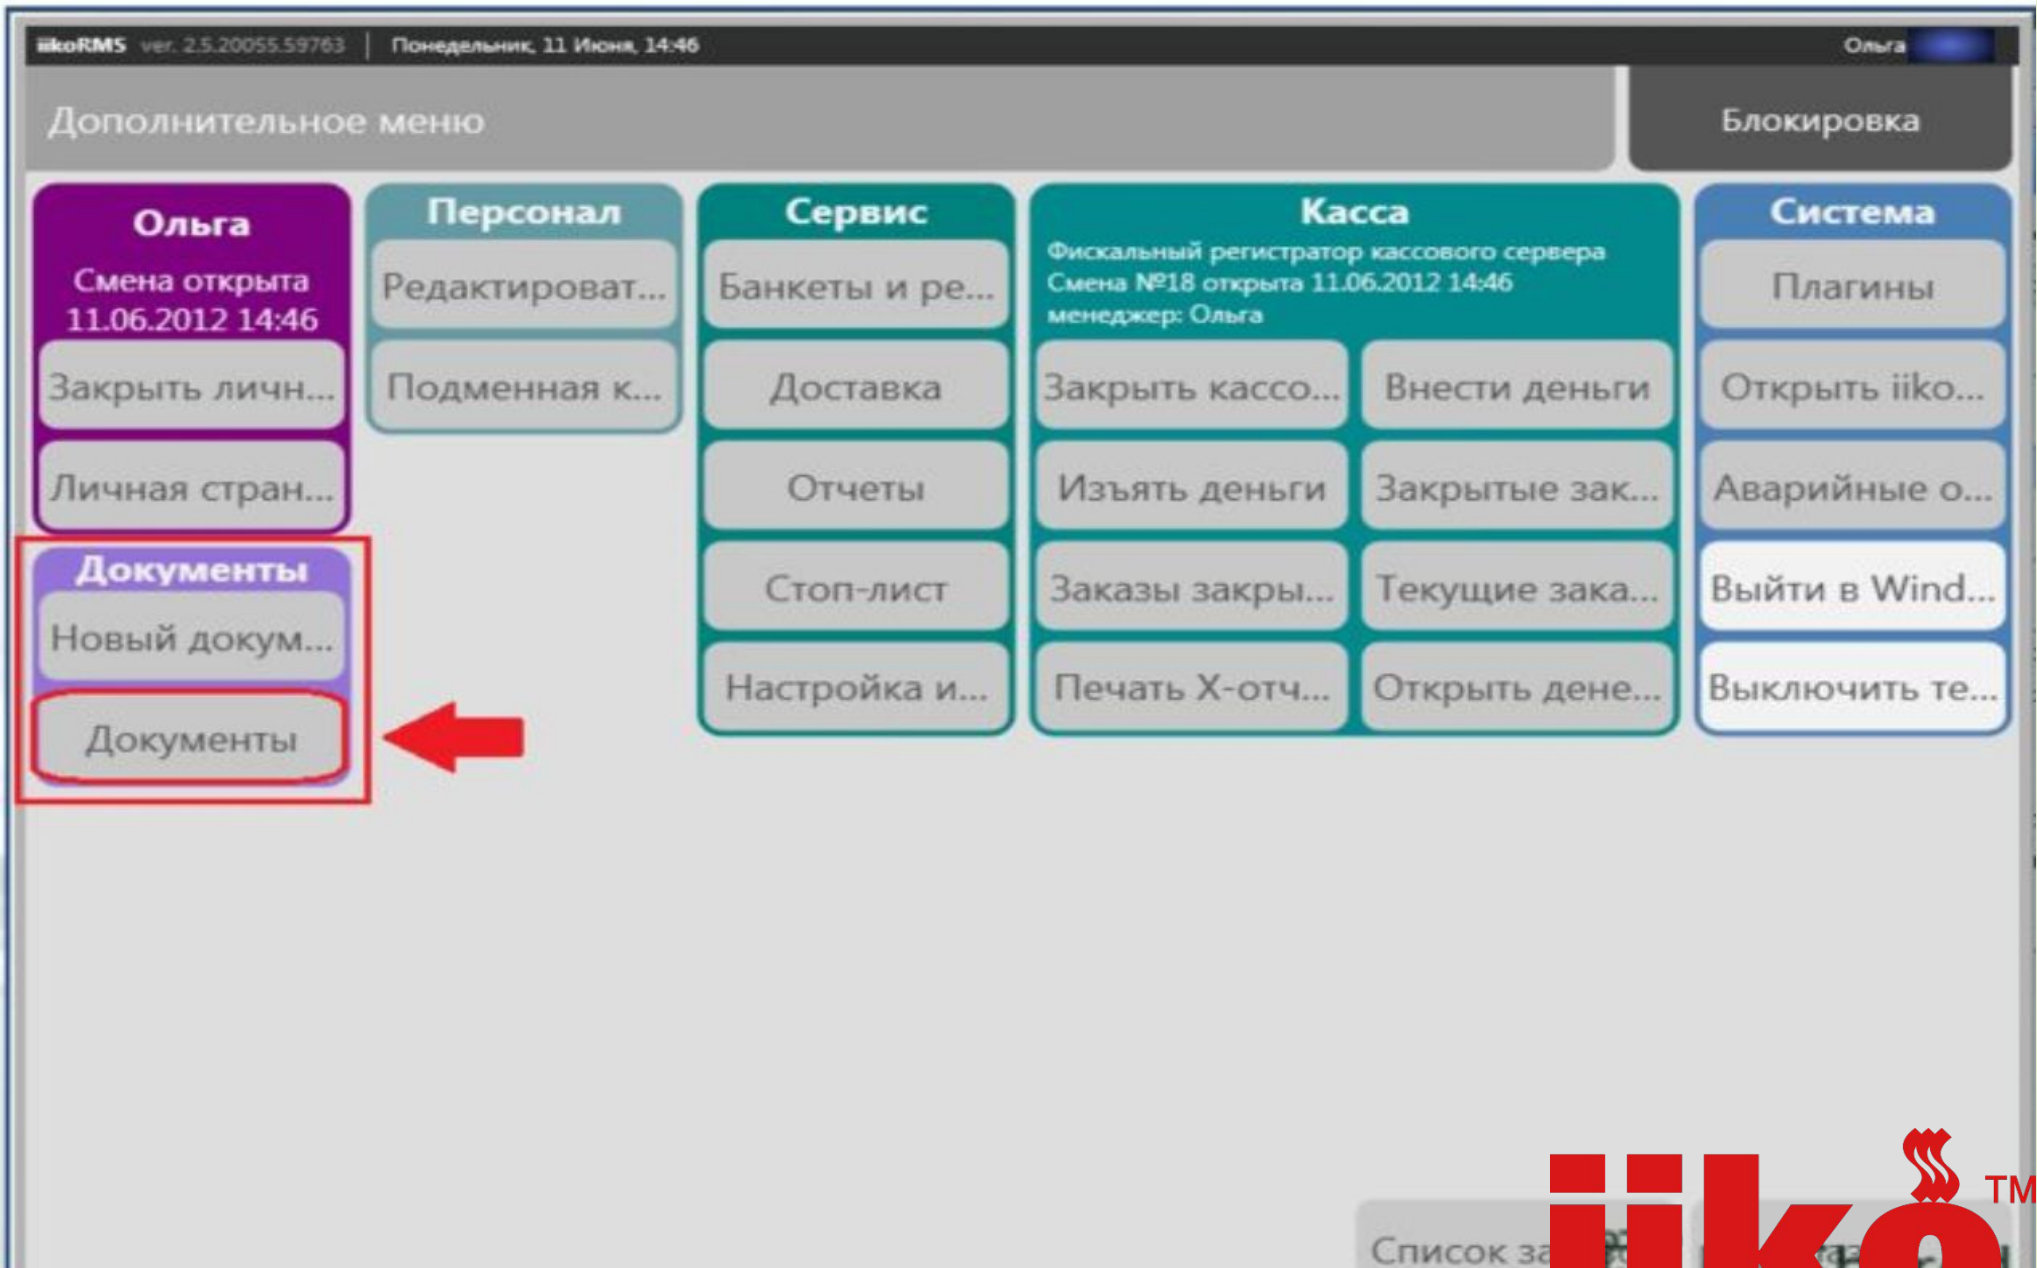 iikoRMS ver. 2.5.20055.59763 | Понедельник, 11 Июня, 14:46
Ольга
Дополнительное меню
Блокировка
Ольга
Смена открыта
11.06.2012 14:46
Закрыть личн...
Личная стран...
Документы
Новый докум...
Документы
Персонал
Редактироват...
Подменная к...
Сервис
Банкеты и ре...
Доставка
Отчеты
Стоп-лист
Настройка и...
Касса
Фискальный регистратор кассового сервера
Смена №18 открыта 11.06.2012 14:46
менеджер: Ольга
Закрыть кассо...
Внести деньги
Изъять деньги
Закрытые зак...
Заказы закры...
Текущие зака...
Печать X-отч...
Открыть дене...
Система
Плагины
Открыть iiko...
Аварийные о...
Выйти в Wind...
Выключить те...
Список
iiko TM